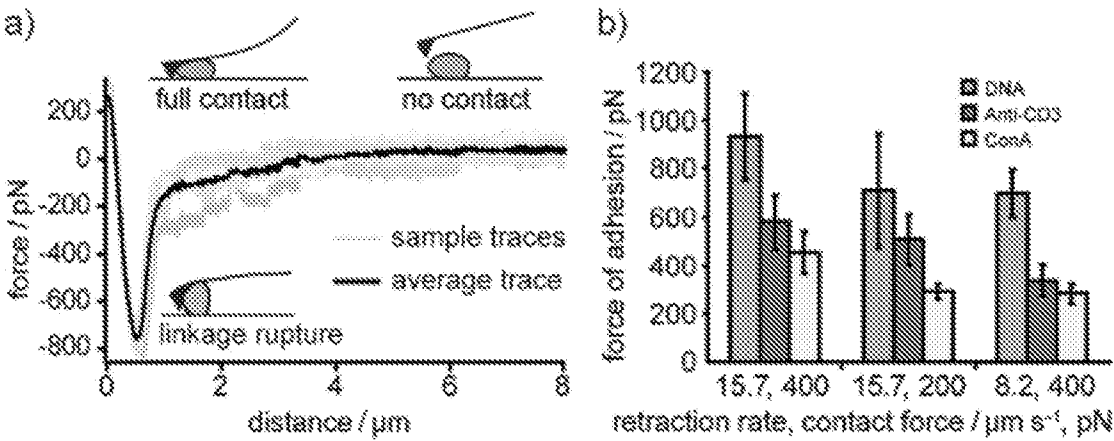 a)
full contact
no contact
200
0
-200
-400
-600
-800
force / pN
sample traces
average trace
linkage rupture
0 2 4 6 8
distance / μm
b)
1200
1000
800
600
400
200
0
force of adhesion / pN
DNA
Anti-CD3
ConA
15.7, 400 15.7, 200 8.2, 400
retraction rate, contact force / μm s⁻¹, pN